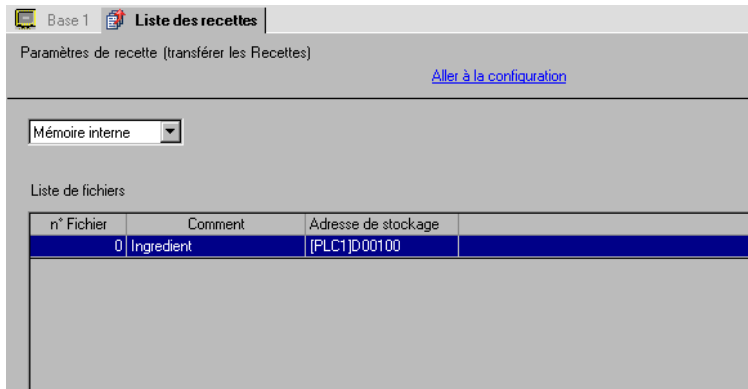 Base 1 Liste des recettes
Paramètres de recette (transférer les Recettes)
Aller à la configuration
Mémoire interne
Liste de fichiers
n° Fichier Comment Adresse de stockage
0 Ingredient [PLC1]D00100